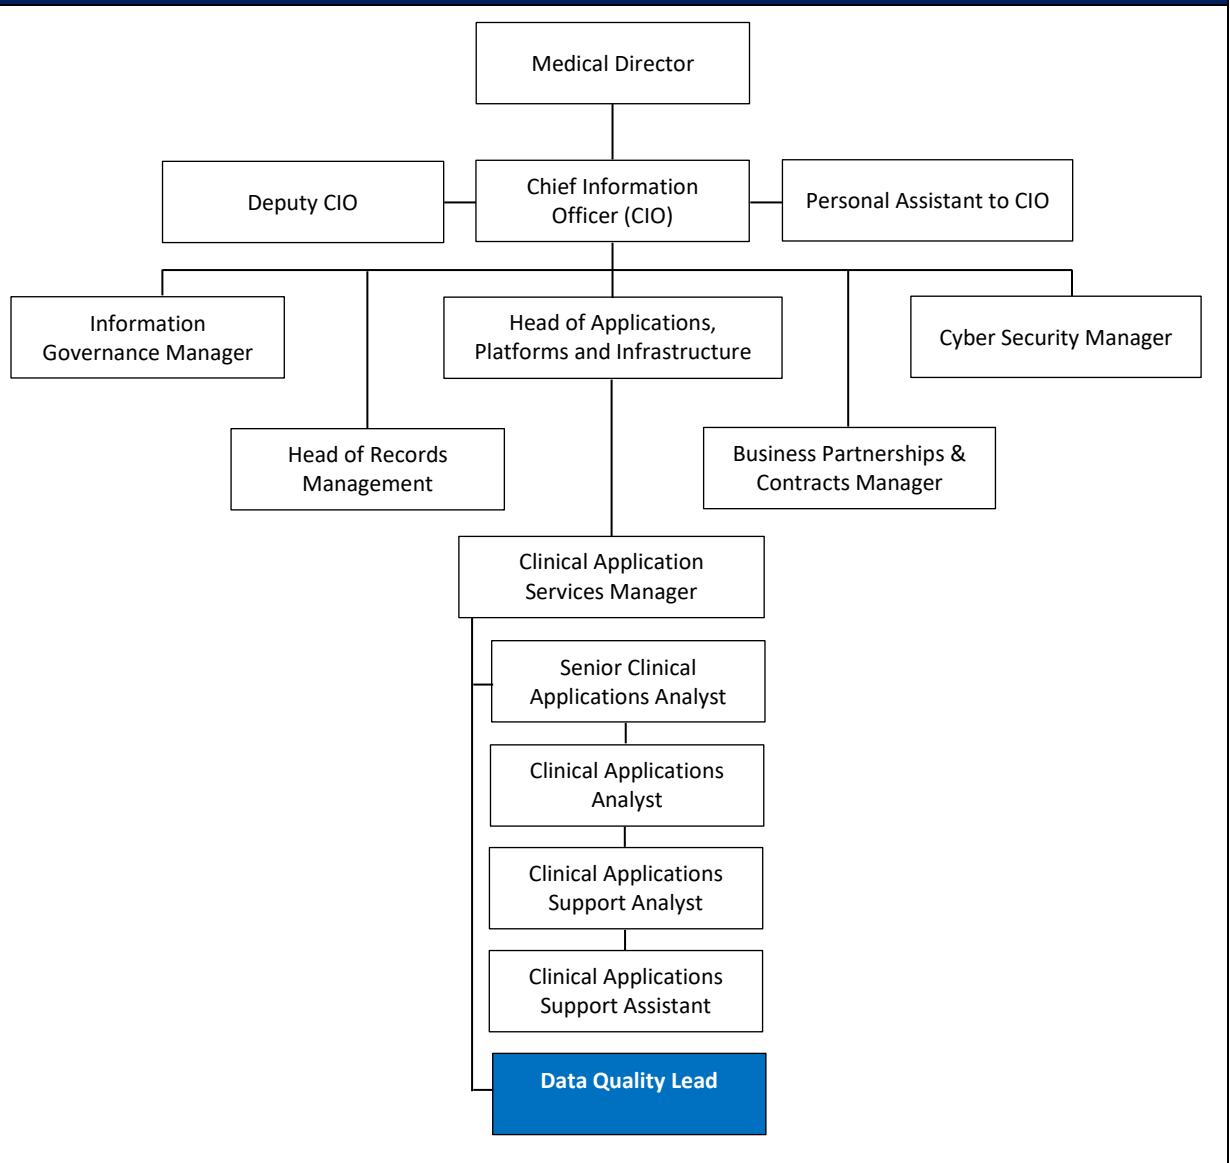 Medical Director
Deputy CIO
Chief Information
Officer (CIO)
Personal Assistant to CIO
Information
Governance Manager
Head of Applications,
Platforms and Infrastructure
Cyber Security Manager
Head of Records
Management
Business Partnerships &
Contracts Manager
Clinical Application
Services Manager
Senior Clinical
Applications Analyst
Clinical Applications
Analyst
Clinical Applications
Support Analyst
Clinical Applications
Support Assistant
Data Quality Lead